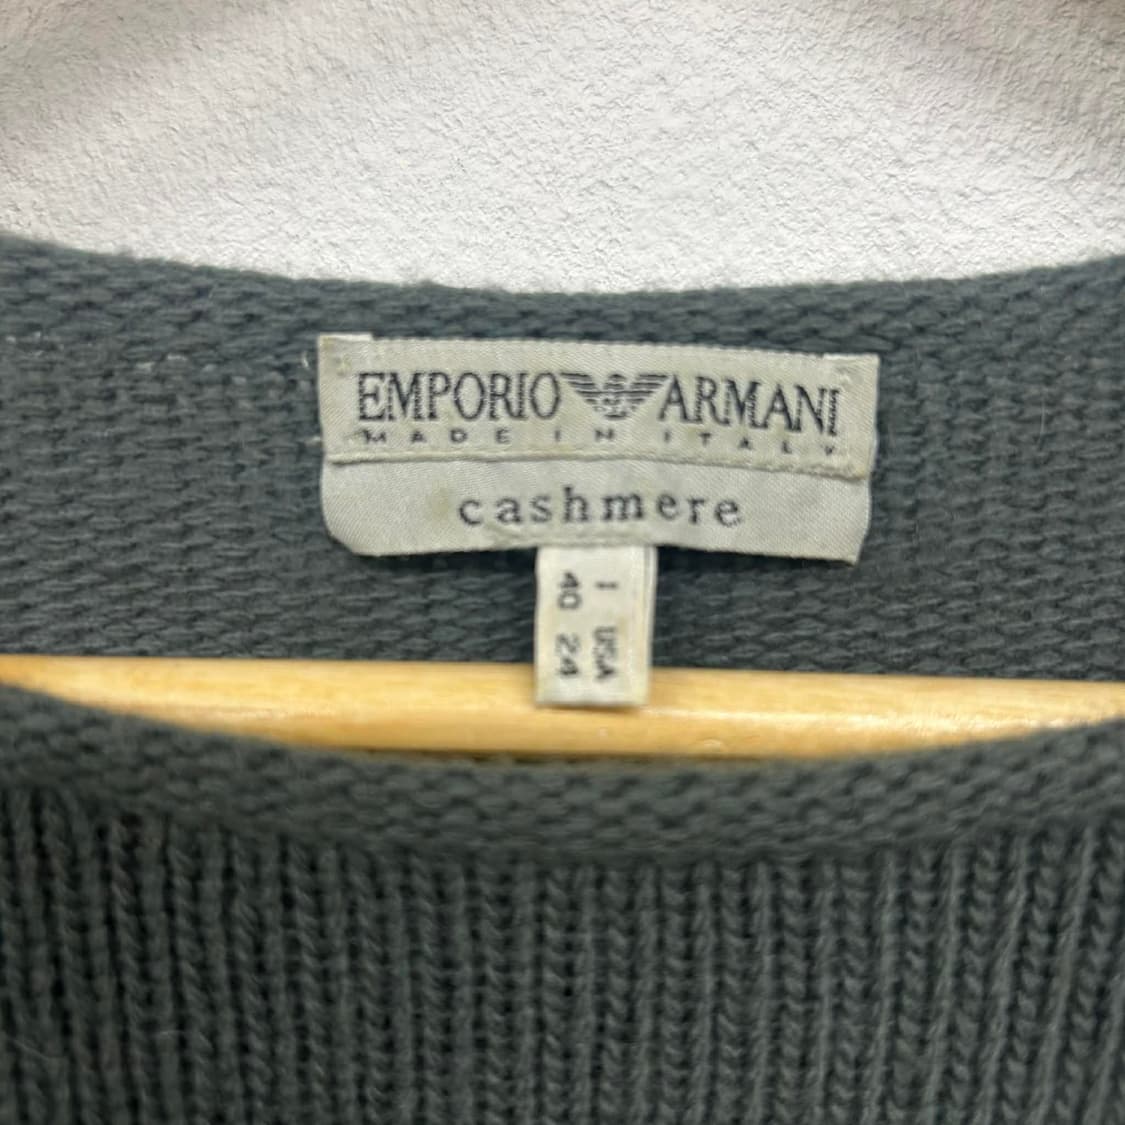 EMPORIO ARMANI
MADE IN ITALY
cashmere
I USA
40 24